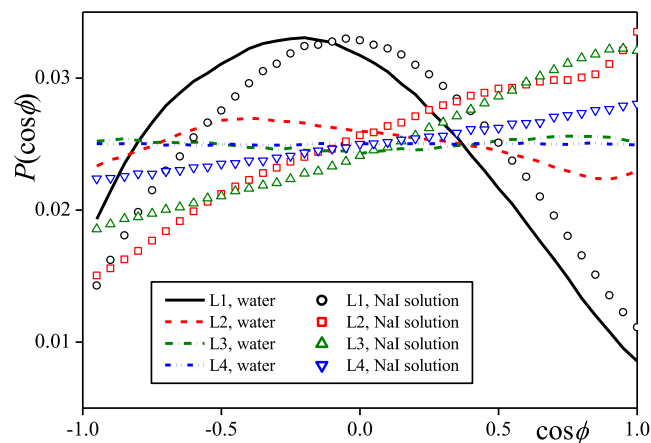 P(cosϕ)
0.03
0.02
0.01
L1, water
L1, NaI solution
L2, water
L2, NaI solution
L3, water
L3, NaI solution
L4, water
L4, NaI solution
-1.0
-0.5
0.0
0.5
1.0
cosϕ